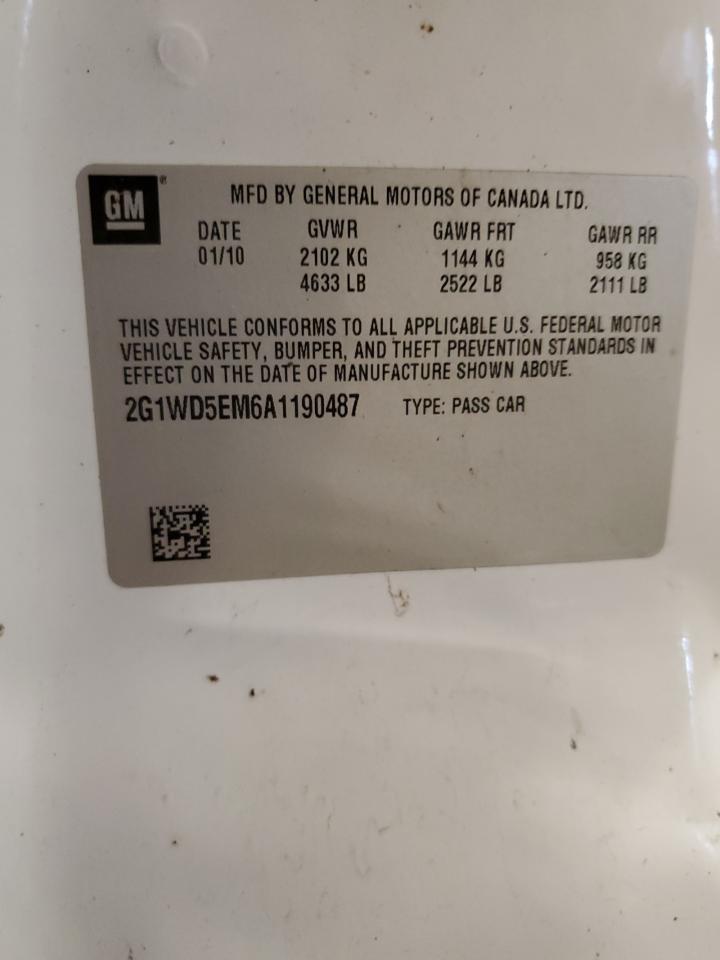 GM ®
MFD BY GENERAL MOTORS OF CANADA LTD.
DATE GVWR GAWR FRT GAWR RR
01/10 2102 KG 1144 KG 958 KG
4633 LB 2522 LB 2111 LB
THIS VEHICLE CONFORMS TO ALL APPLICABLE U.S. FEDERAL MOTOR
VEHICLE SAFETY, BUMPER, AND THEFT PREVENTION STANDARDS IN
EFFECT ON THE DATE OF MANUFACTURE SHOWN ABOVE.
2G1WD5EM6A1190487 TYPE: PASS CAR